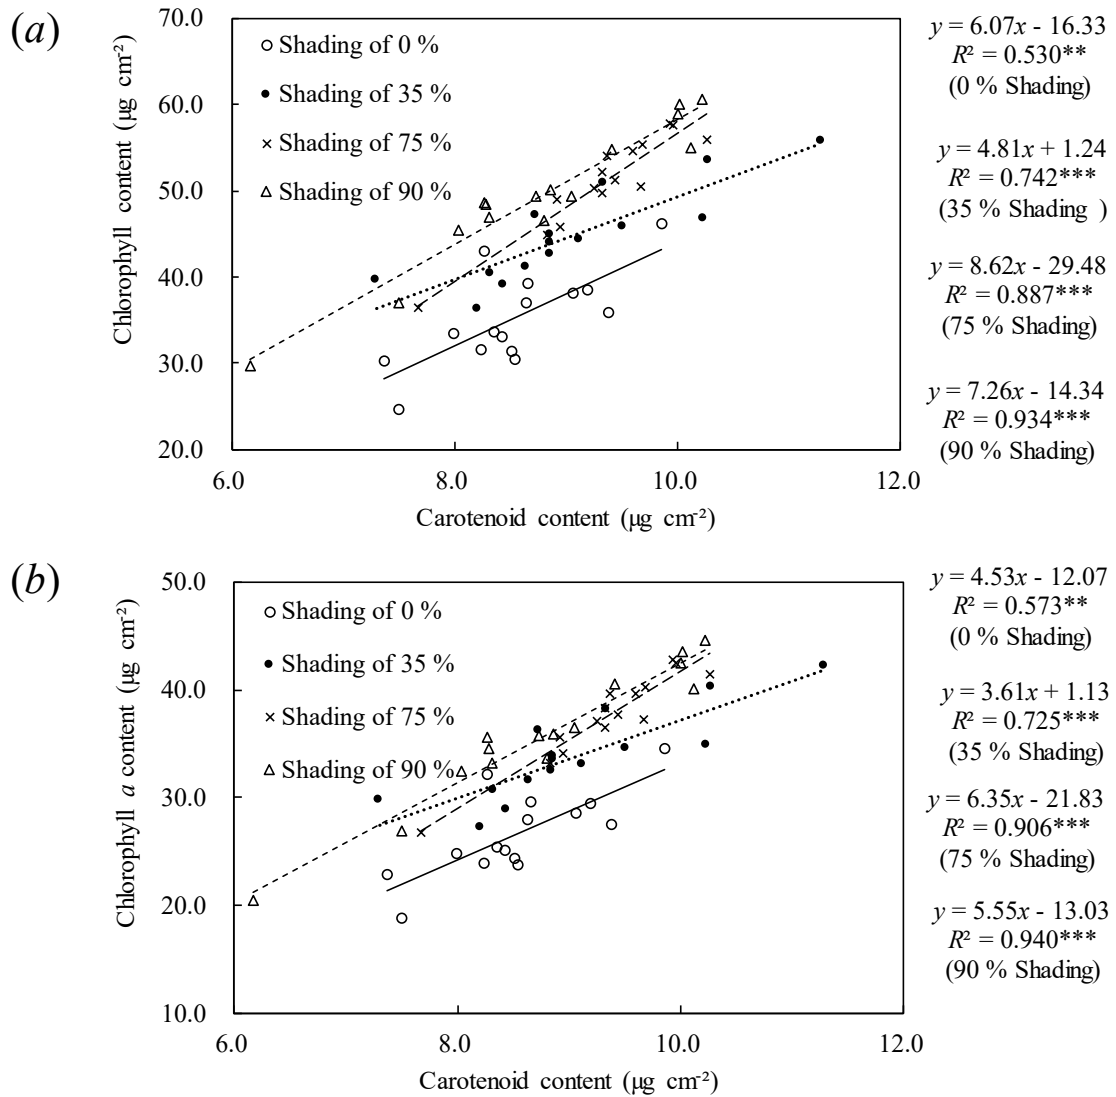 (a)
70.0
60.0
50.0
40.0
30.0
20.0
Chlorophyll content (μg cm⁻²)
Shading of 0 %
Shading of 35 %
Shading of 75 %
Shading of 90 %
6.0 8.0 10.0 12.0
Carotenoid content (μg cm⁻²)
y = 6.07x - 16.33
R² = 0.530**
(0 % Shading)
y = 4.81x + 1.24
R² = 0.742***
(35 % Shading )
y = 8.62x - 29.48
R² = 0.887***
(75 % Shading)
y = 7.26x - 14.34
R² = 0.934***
(90 % Shading)
(b)
50.0
40.0
30.0
20.0
10.0
Chlorophyll a content (μg cm⁻²)
Shading of 0 %
Shading of 35 %
Shading of 75 %
Shading of 90 %
6.0 8.0 10.0 12.0
Carotenoid content (μg cm⁻²)
y = 4.53x - 12.07
R² = 0.573**
(0 % Shading)
y = 3.61x + 1.13
R² = 0.725***
(35 % Shading)
y = 6.35x - 21.83
R² = 0.906***
(75 % Shading)
y = 5.55x - 13.03
R² = 0.940***
(90 % Shading)